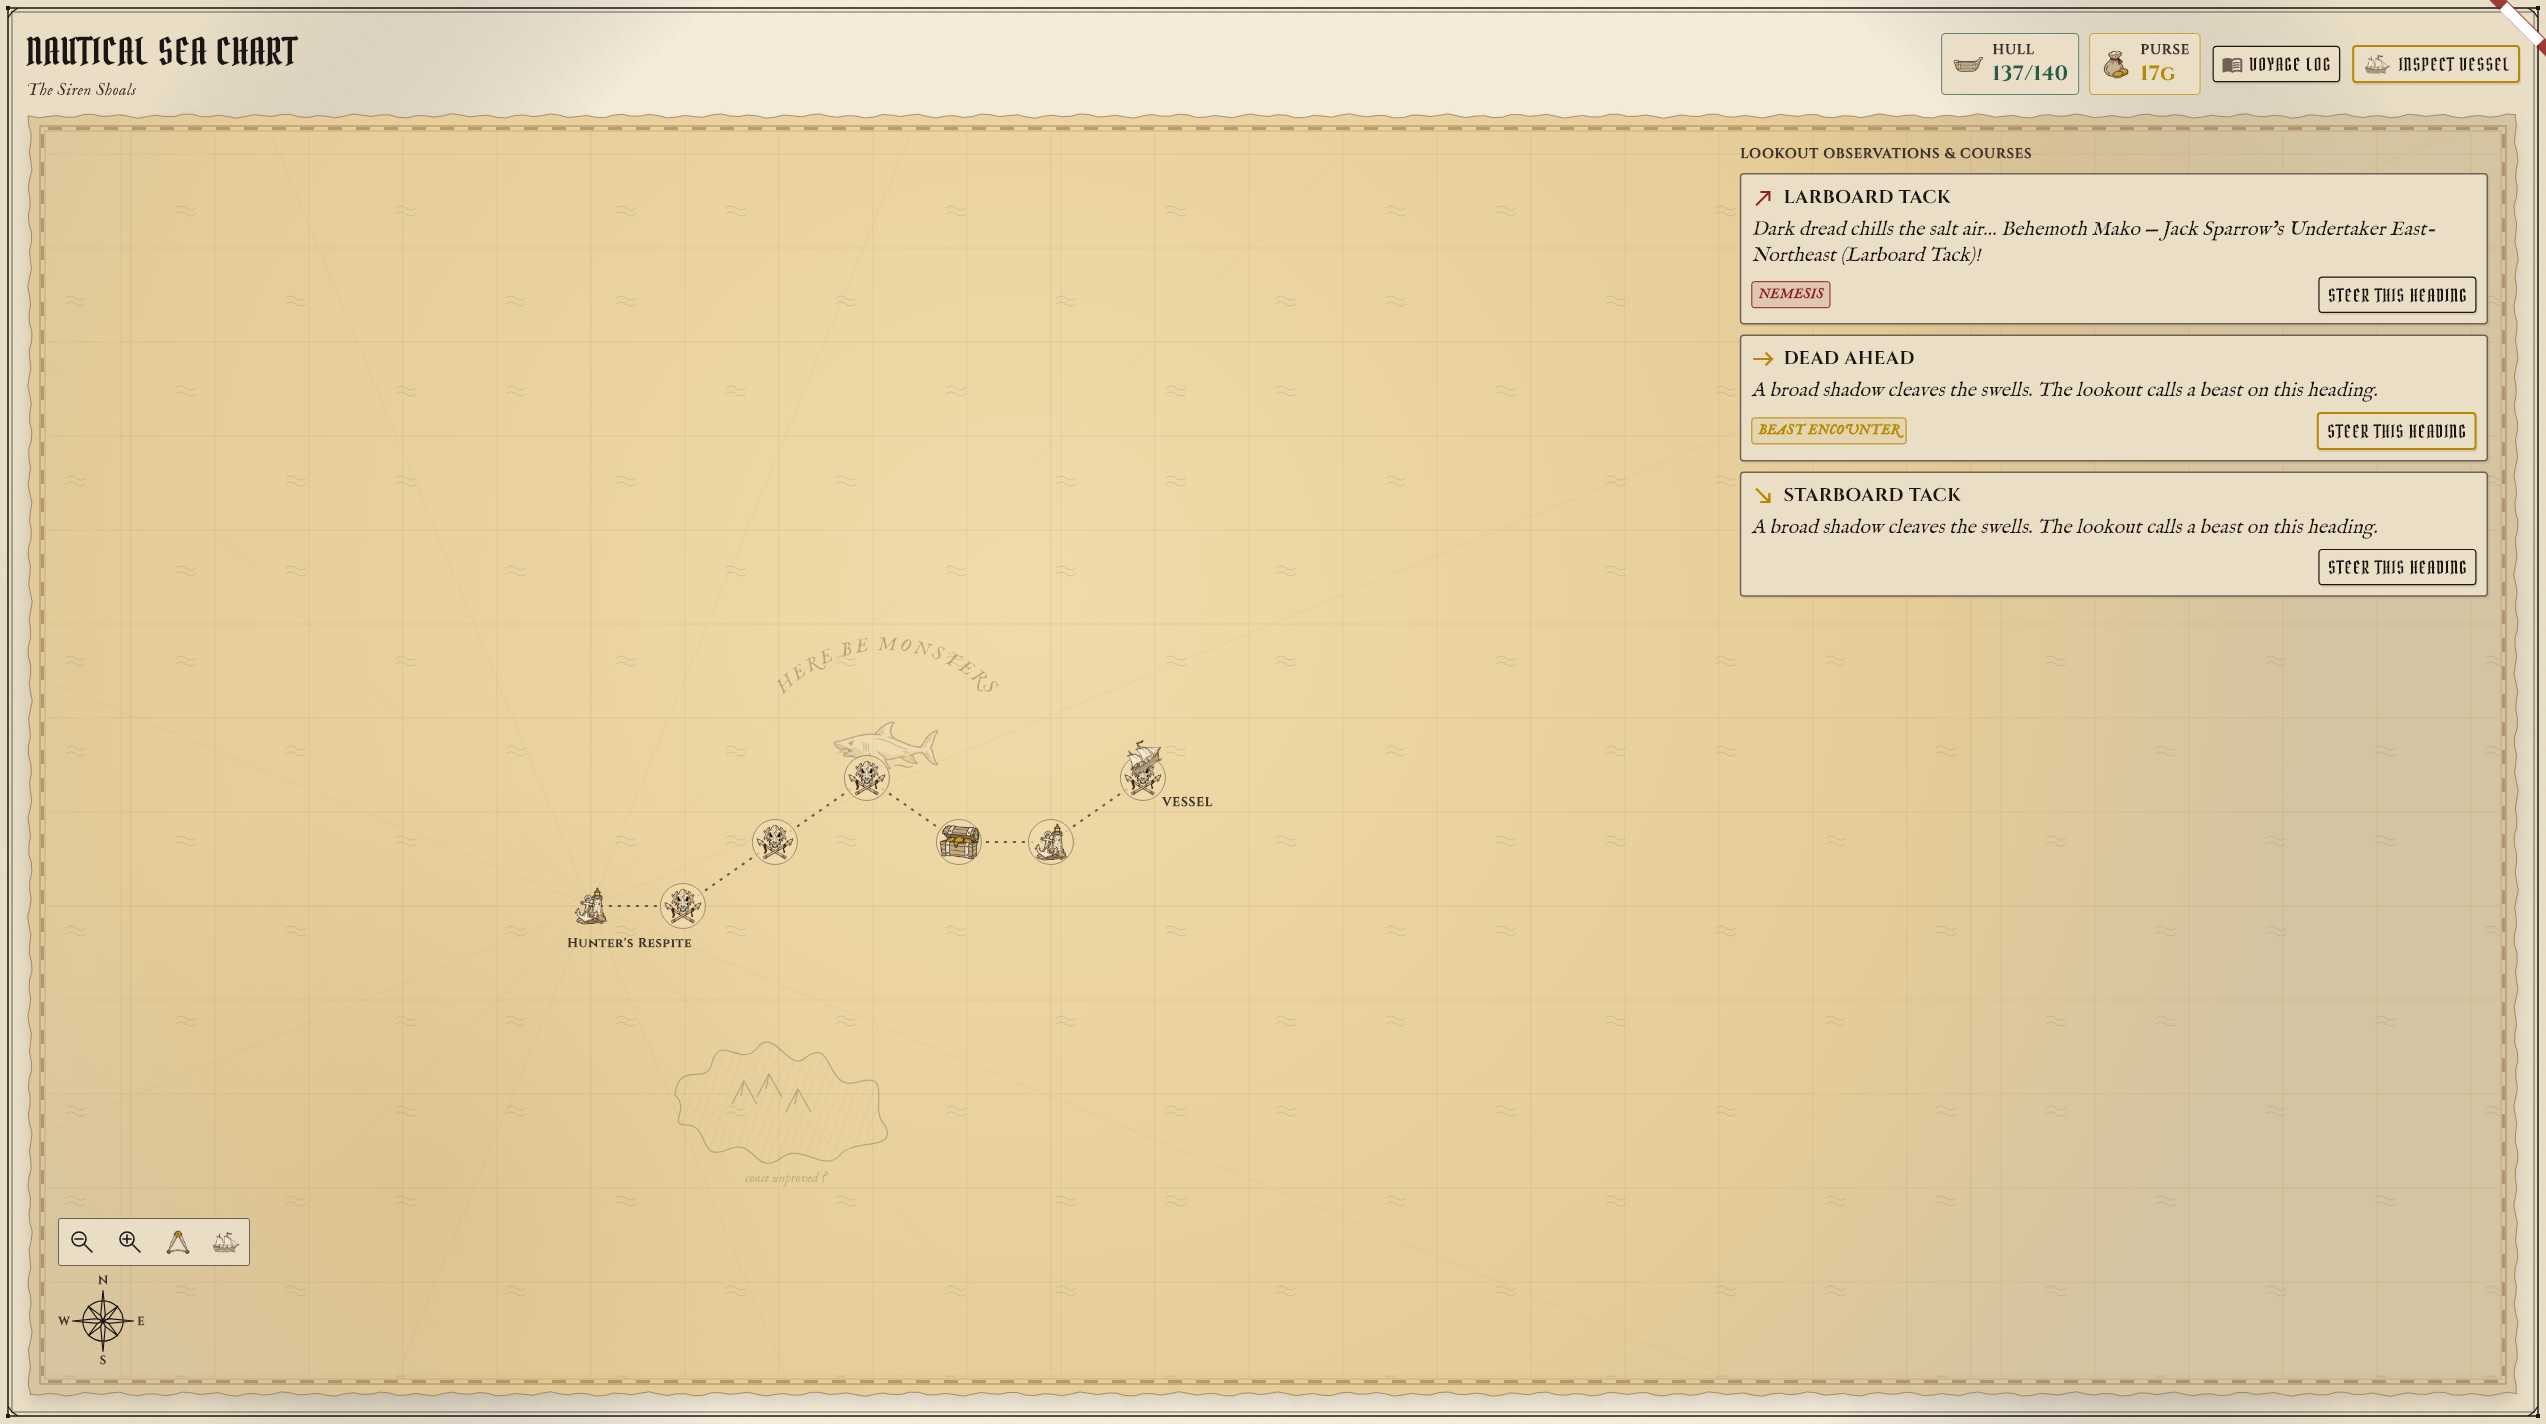 NAUTICAL SEA CHART
The Siren Shoals
HULL
137/140
PURSE
17G
VOYAGE LOG
INSPECT VESSEL
LOOKOUT OBSERVATIONS & COURSES
LARBOARD TACK
Dark dread chills the salt air... Behemoth Mako — Jack Sparrow's Undertaker East-
Northeast (Larboard Tack)!
NEMESIS
STEER THIS HEADING
DEAD AHEAD
A broad shadow cleaves the swells. The lookout calls a beast on this heading.
BEAST ENCOUNTER
STEER THIS HEADING
STARBOARD TACK
A broad shadow cleaves the swells. The lookout calls a beast on this heading.
STEER THIS HEADING
HERE BE MONSTERS
VESSEL
HUNTER'S RESPITE
coast unproved?
N
W E
S